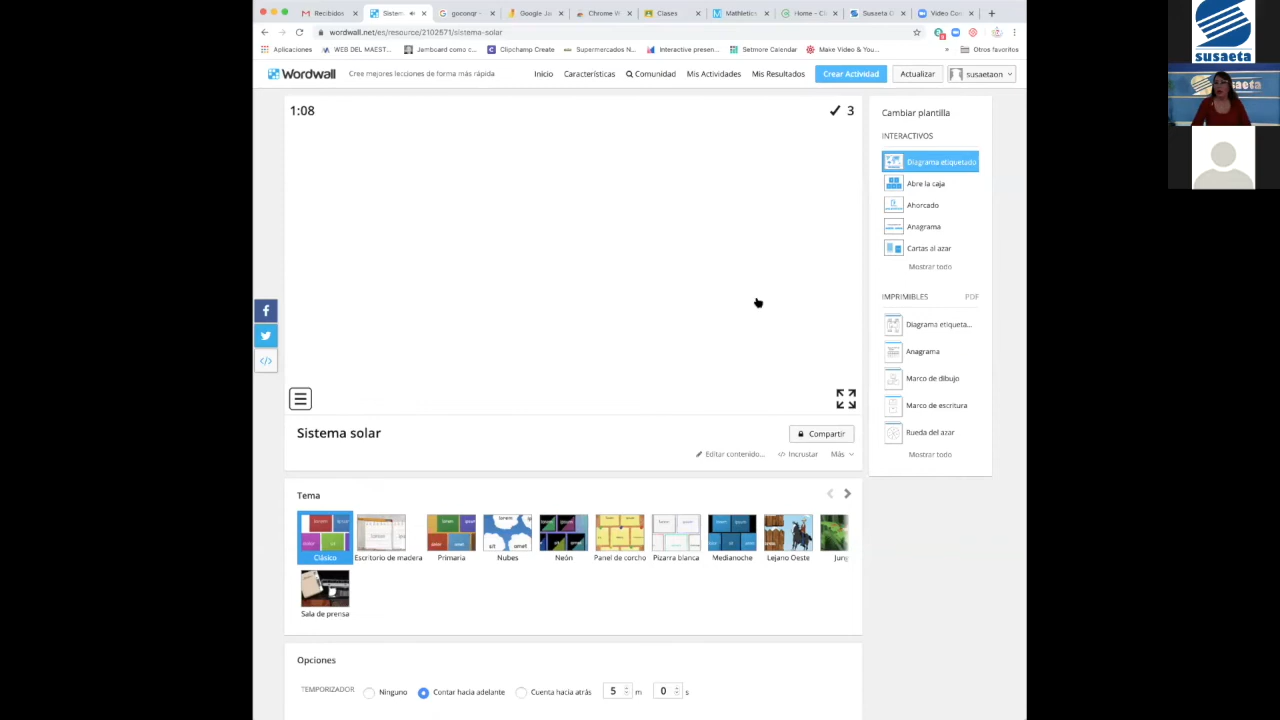 Recibidos
Sistem
goconqr -
Google Ja
Chrome W
Clases
Mathletics
Home - C
Susaeta O
Video Co
wordwall.net/es/resource/2102571/sistema-solar
Aplicaciones
WEB DEL MAEST...
Jamboard como c...
Clipchamp Create
Supermercados N...
Interactive presen...
Setmore Calendar
Make Video & You...
»
Otros favoritos
Wordwall
Cree mejores lecciones de forma más rápida
Inicio
Características
Comunidad
Mis Actividades
Mis Resultados
Crear Actividad
Actualizar
susaetaon
1:08
3
Cambiar plantilla
INTERACTIVOS
Diagrama etiquetado
Abre la caja
Ahorcado
Anagrama
Cartas al azar
Mostrar todo
IMPRIMIBLES
PDF
Diagrama etiqueta...
Anagrama
Marco de dibujo
Marco de escritura
Rueda del azar
Mostrar todo
Sistema solar
Compartir
Editar contenido...
</> Incrustar
Más
Tema
Clásico
Escritorio de madera
Primaria
Nubes
Neón
Panel de corcho
Pizarra blanca
Medianoche
Lejano Oeste
Jung
Sala de prensa
Opciones
TEMPORIZADOR
Ninguno
Contar hacia adelante
Cuenta hacia atrás
5 m 0 s
susaeta
susaeta